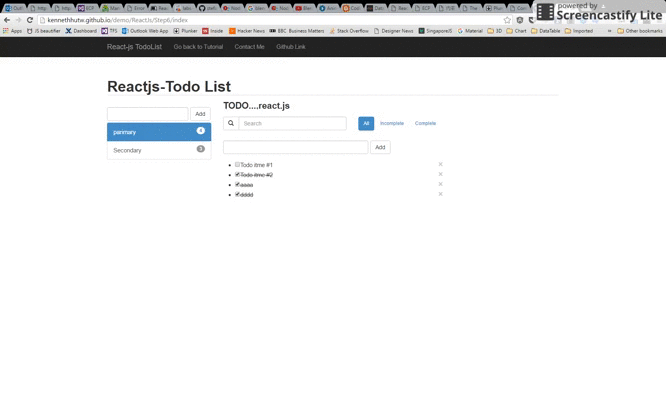 powered by
Screencastify Lite
kennethhutw.github.io/demo/ReactJs/Step6/index
Apps JS beautifier Dashboard TFS Outlook Web App Plunker Inside Hacker News BBC Business Matters Stack Overflow Designer News SingaporeJS Material 3D Chart DataTable Imported » Other bookmarks
React-js TodoList Go back to Tutorial Contact Me Github Link
Reactjs-Todo List
TODO....react.js
Add
Search All Incomplete Complete
parimary 4
Secondary 3
Add
Todo itme #1 ×
Todo itme #2 ×
aaaa ×
dddd ×